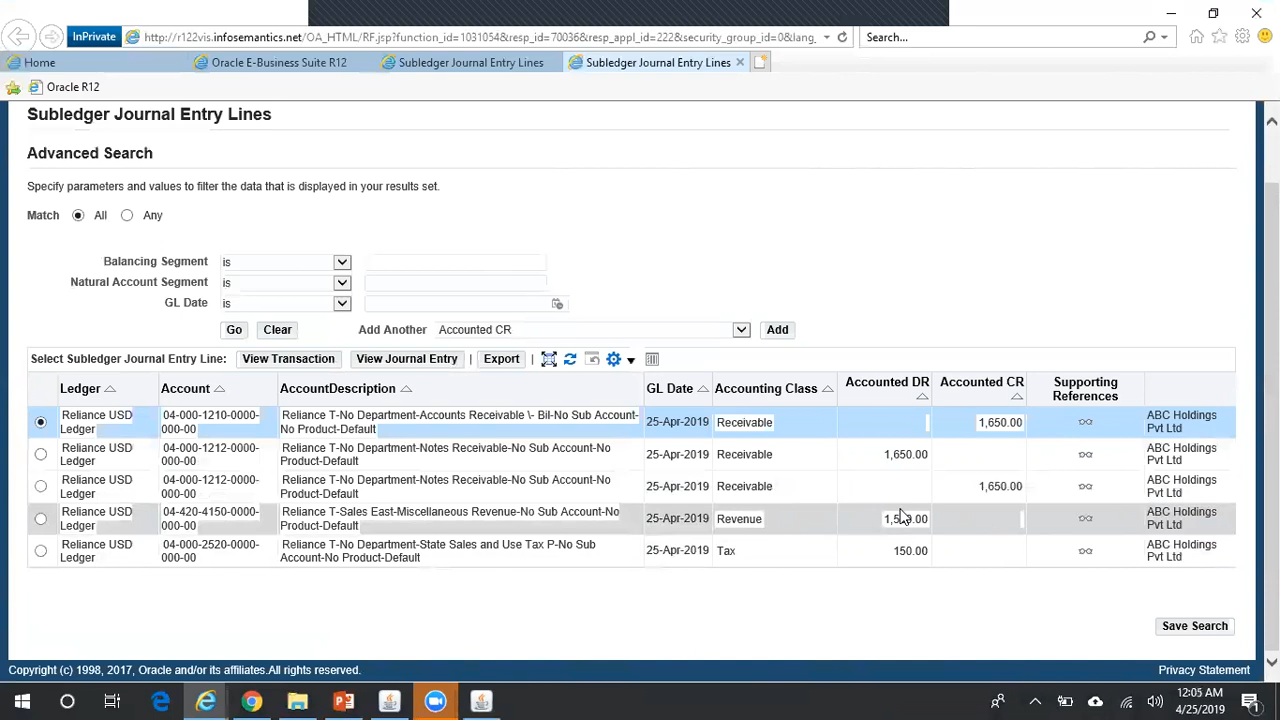 InPrivate
http://r122vis.infosemantics.net/OA_HTML/RF.jsp?function_id=1031054&resp_id=70036&resp_appl_id=222&security_group_id=0&lang
Search...
Home
Oracle E-Business Suite R12
Subledger Journal Entry Lines
Subledger Journal Entry Lines
Oracle R12
Subledger Journal Entry Lines
Advanced Search
Specify parameters and values to filter the data that is displayed in your results set.
Match All Any
Balancing Segment is
Natural Account Segment is
GL Date is
Go Clear Add Another Accounted CR Add
Select Subledger Journal Entry Line: View Transaction View Journal Entry Export
Ledger Account AccountDescription GL Date Accounting Class Accounted DR Accounted CR Supporting References
Reliance USD 04-000-1210-0000- Reliance T-No Department-Accounts Receivable \- Bil-No Sub Account- 25-Apr-2019 Receivable 1,650.00 ABC Holdings
Ledger 000-00 No Product-Default Pvt Ltd
Reliance USD 04-000-1212-0000- Reliance T-No Department-Notes Receivable-No Sub Account-No 25-Apr-2019 Receivable 1,650.00 ABC Holdings
Ledger 000-00 Product-Default Pvt Ltd
Reliance USD 04-000-1212-0000- Reliance T-No Department-Notes Receivable-No Sub Account-No 25-Apr-2019 Receivable 1,650.00 ABC Holdings
Ledger 000-00 Product-Default Pvt Ltd
Reliance USD 04-420-4150-0000- Reliance T-Sales East-Miscellaneous Revenue-No Sub Account-No 25-Apr-2019 Revenue ABC Holdings
Ledger 000-00 Product-Default Pvt Ltd
Reliance USD 04-000-2520-0000- Reliance T-No Department-State Sales and Use Tax P-No Sub 25-Apr-2019 Tax 150.00 ABC Holdings
Ledger 000-00 Account-No Product-Default Pvt Ltd
Save Search
Copyright (c) 1998, 2017, Oracle and/or its affiliates.All rights reserved. Privacy Statement
12:05 AM
4/25/2019